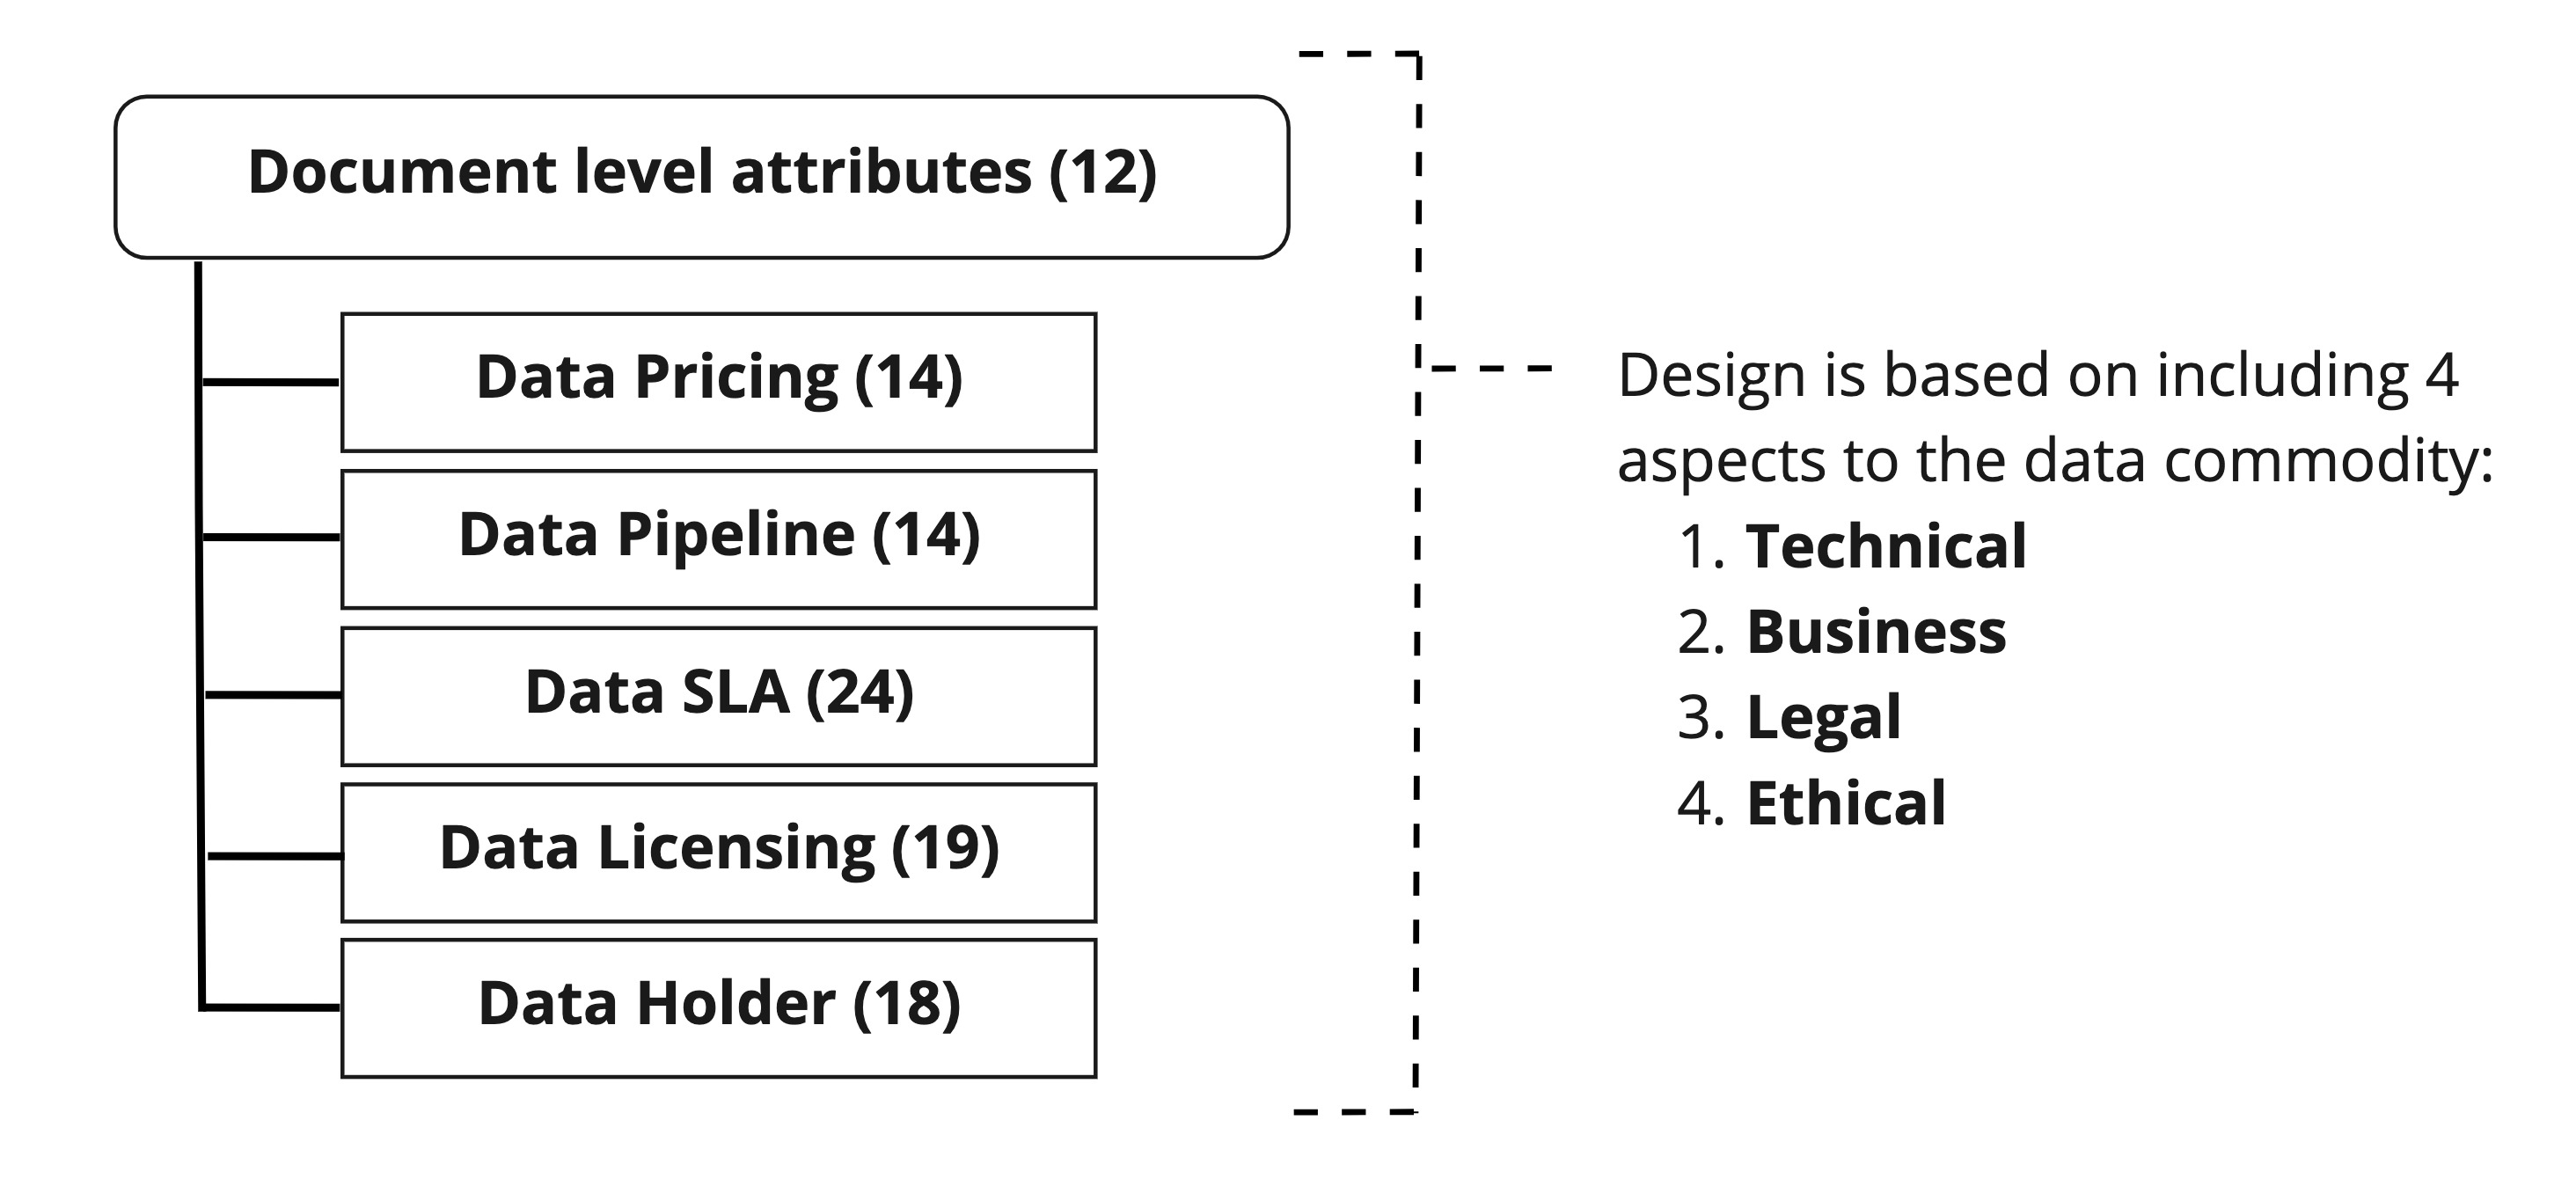 Document level attributes (12)
Data Pricing (14)
Data Pipeline (14)
Data SLA (24)
Data Licensing (19)
Data Holder (18)
Design is based on including 4
aspects to the data commodity:
1. Technical
2. Business
3. Legal
4. Ethical